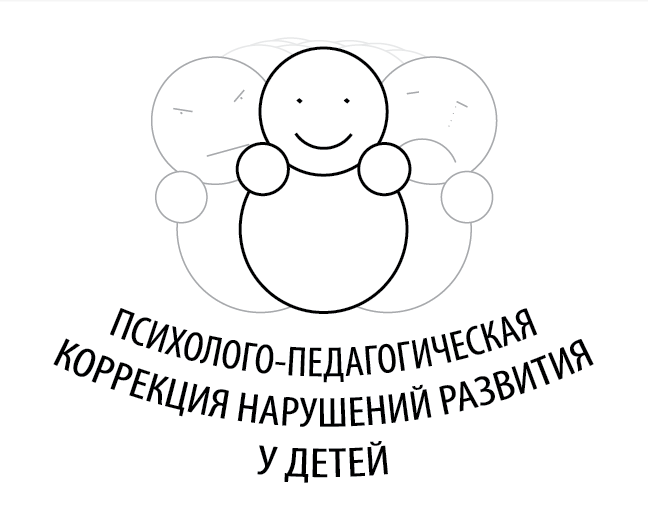 ПСИХОЛОГО-ПЕДАГОГИЧЕСКАЯ
КОРРЕКЦИЯ НАРУШЕНИЙ РАЗВИТИЯ
У ДЕТЕЙ